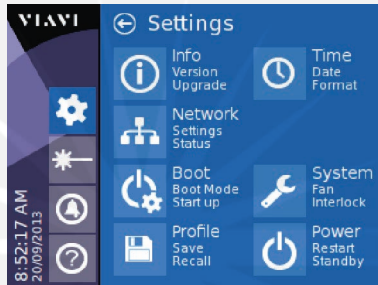 VIAVI
Settings
Info
Version
Upgrade
Time
Date
Format
Network
Settings
Status
Boot
Boot Mode
Start up
System
Fan
Interlock
Profile
Save
Recall
Power
Restart
Standby
8:52:17 AM
20/09/2013